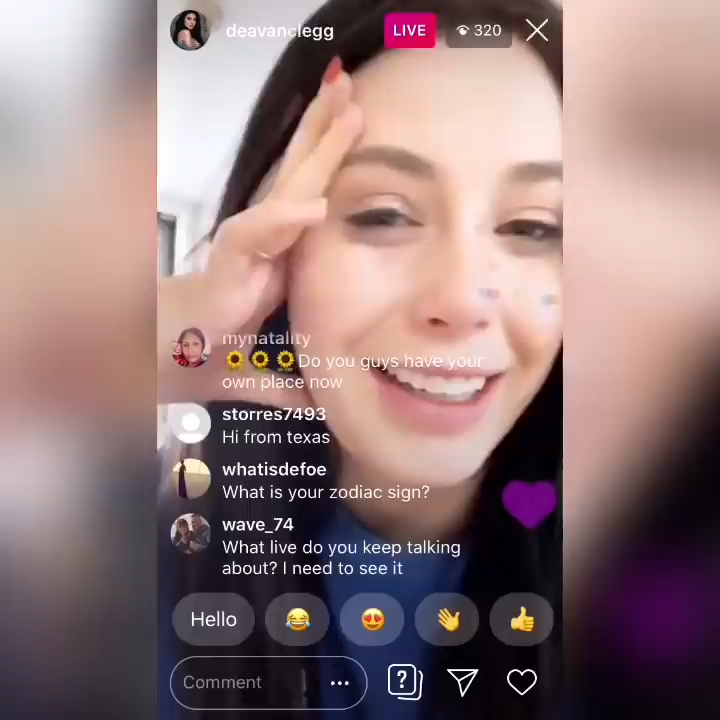 deavanclegg
LIVE
320
mynatality
🌻🌻🌻Do you guys have your
own place now
storres7493
Hi from texas
whatisdefoe
What is your zodiac sign?
wave_74
What live do you keep talking
about? I need to see it
Hello 😂 😍 👋 👍
Comment ...
?